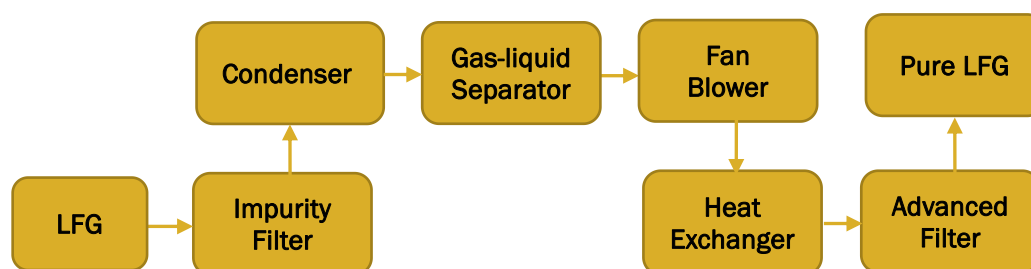 LFG
Impurity
Filter
Condenser
Gas-liquid
Separator
Fan
Blower
Heat
Exchanger
Advanced
Filter
Pure LFG